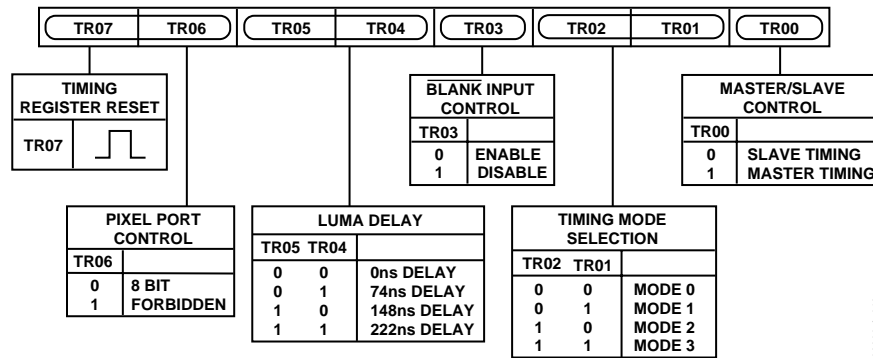 TR07 TR06 TR05 TR04 TR03 TR02 TR01 TR00
TIMING
REGISTER RESET
TR07
BLANK INPUT
CONTROL
TR03
0 ENABLE
1 DISABLE
MASTER/SLAVE
CONTROL
TR00
0 SLAVE TIMING
1 MASTER TIMING
PIXEL PORT
CONTROL
TR06
0 8 BIT
1 FORBIDDEN
LUMA DELAY
TR05 TR04
0 0 0ns DELAY
0 1 74ns DELAY
1 0 148ns DELAY
1 1 222ns DELAY
TIMING MODE
SELECTION
TR02 TR01
0 0 MODE 0
0 1 MODE 1
1 0 MODE 2
1 1 MODE 3